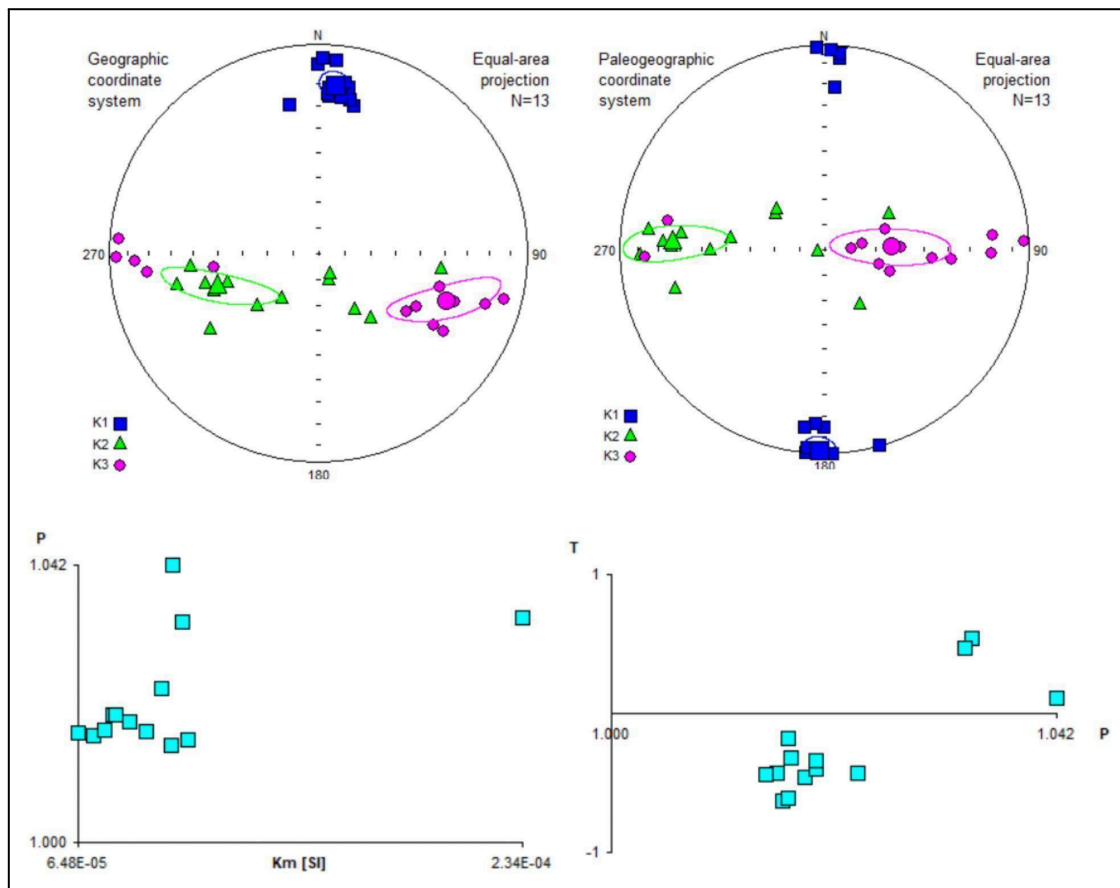 N
Geographic
coordinate
system
Equal-area
projection
N=13
270
90
180
K1
K2
K3
N
Paleogeographic
coordinate
system
Equal-area
projection
N=13
270
90
180
K1
K2
K3
P
1.042
1.000
6.48E-05
Km [SI]
2.34E-04
T
1
1.000
1.042
P
-1